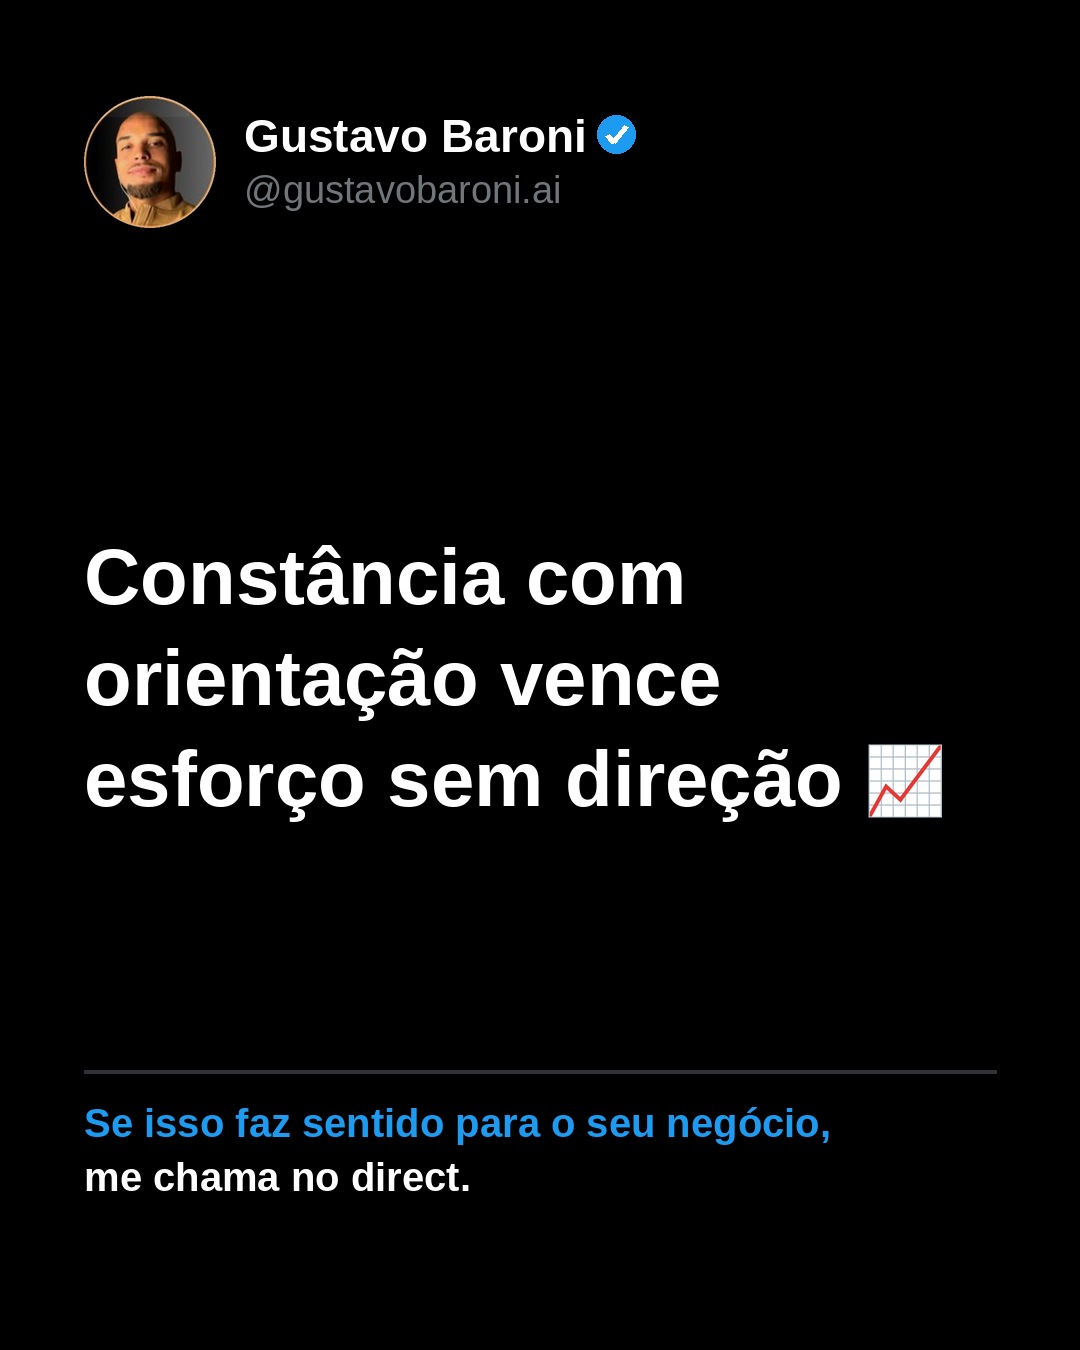 Gustavo Baroni
@gustavobaroni.ai
Constância com
orientação vence
esforço sem direção 📈
Se isso faz sentido para o seu negócio,
me chama no direct.